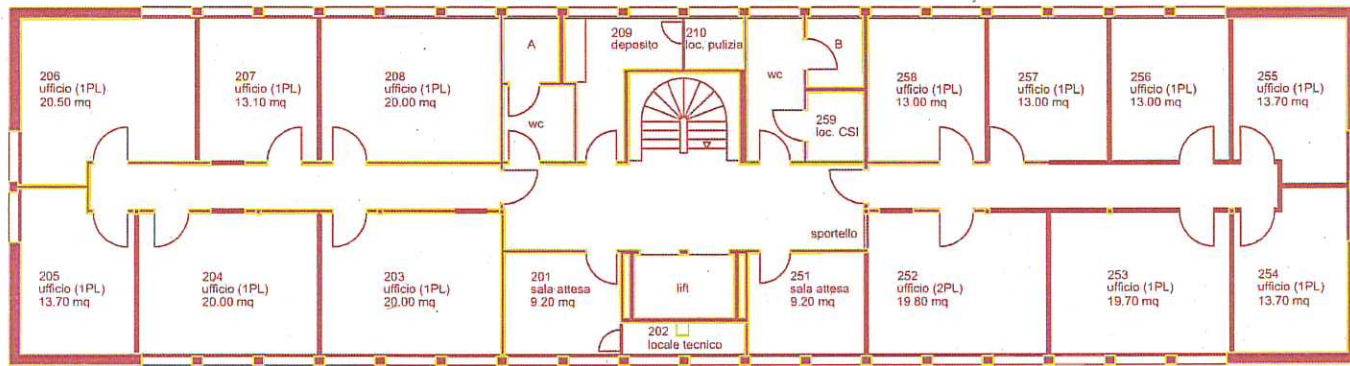 206
ufficio (1PL)
20.50 mq
207
ufficio (1PL)
13.10 mq
208
ufficio (1PL)
20.00 mq
A
wc
209
deposito
210
loc. pulizia
wc
B
259
loc. CSI
258
ufficio (1PL)
13.00 mq
257
ufficio (1PL)
13.00 mq
256
ufficio (1PL)
13.00 mq
255
ufficio (1PL)
13.70 mq
sportello
205
ufficio (1PL)
13.70 mq
204
ufficio (1PL)
20.00 mq
203
ufficio (1PL)
20.00 mq
201
sala attesa
9.20 mq
lift
202
locale tecnico
251
sala attesa
9.20 mq
252
ufficio (2PL)
19.80 mq
253
ufficio (1PL)
19.70 mq
254
ufficio (1PL)
13.70 mq